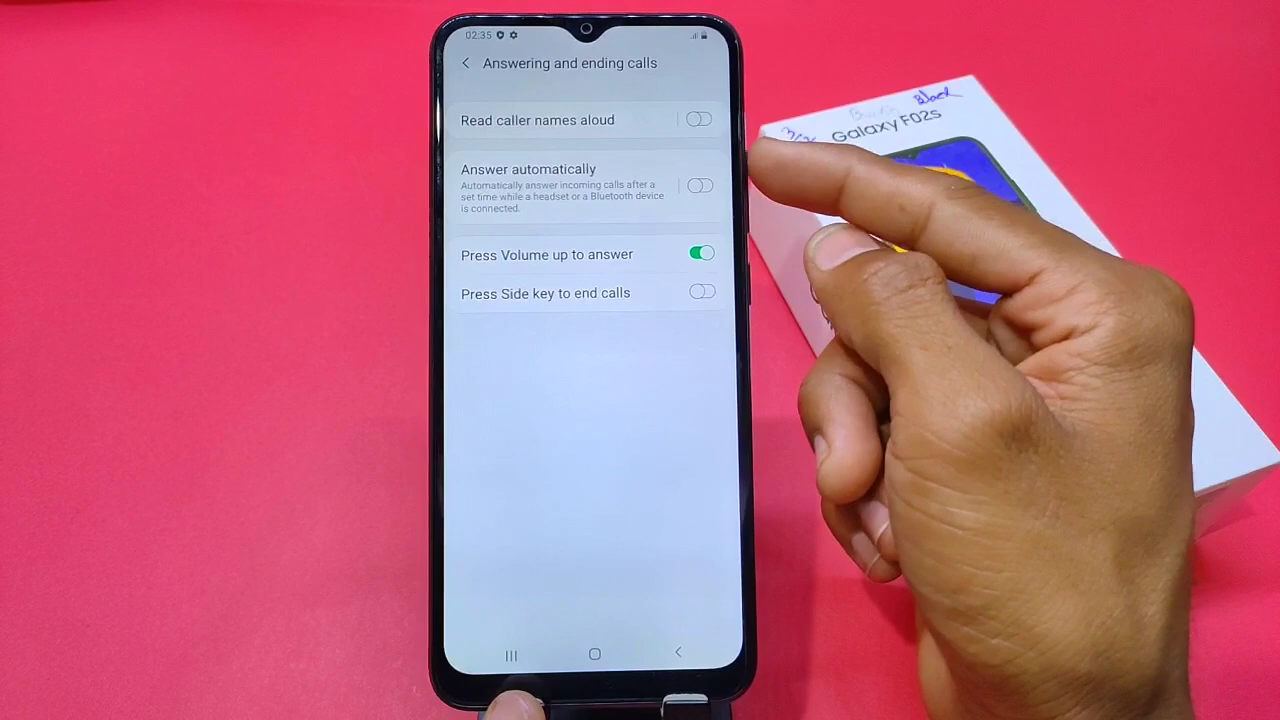 02:35
Answering and ending calls
Read caller names aloud
Answer automatically
Automatically answer incoming calls after a
set time while a headset or a Bluetooth device
is connected.
Press Volume up to answer
Press Side key to end calls
Black
Galaxy F02s